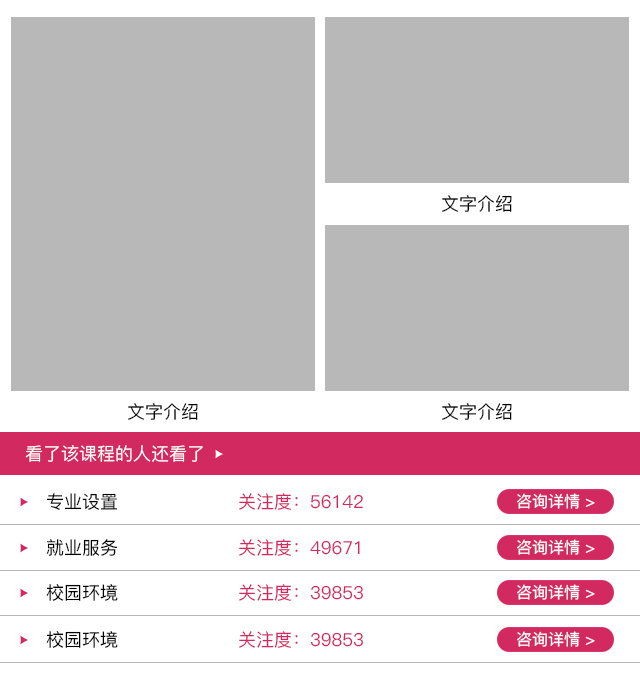 文字介绍
文字介绍
文字介绍
看了该课程的人还看了
专业设置 关注度：56142 咨询详情 >
就业服务 关注度：49671 咨询详情 >
校园环境 关注度：39853 咨询详情 >
校园环境 关注度：39853 咨询详情 >